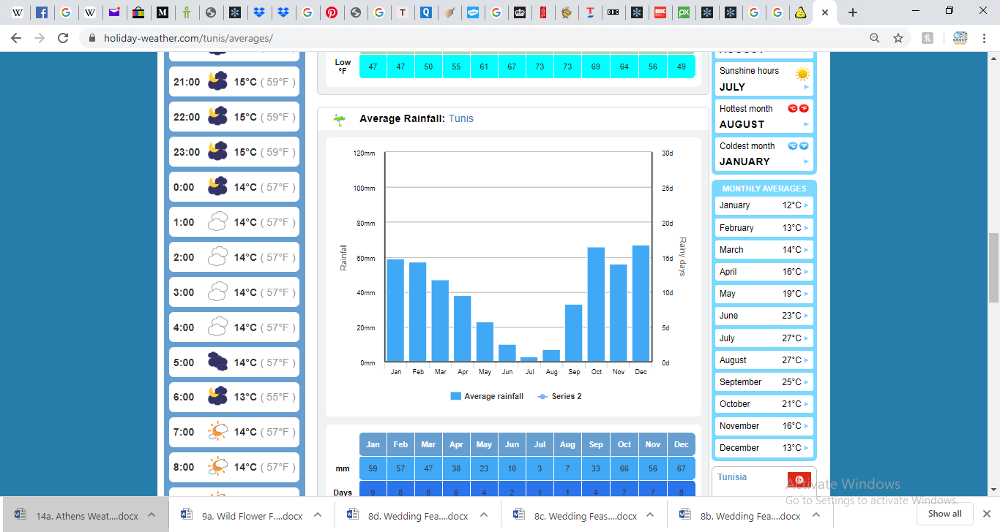 holiday-weather.com/tunis/averages/
21:00 15°C ( 59°F )
22:00 15°C ( 59°F )
23:00 15°C ( 59°F )
0:00 14°C ( 57°F )
1:00 14°C ( 57°F )
2:00 14°C ( 57°F )
3:00 14°C ( 57°F )
4:00 14°C ( 57°F )
5:00 14°C ( 57°F )
6:00 13°C ( 55°F )
7:00 14°C ( 57°F )
8:00 14°C ( 57°F )
Low
°F
47 47 50 55 61 67 73 73 69 64 56 49
Average Rainfall: Tunis
120mm
100mm
80mm
60mm
40mm
20mm
0mm
Rainfall
30d
25d
20d
15d
10d
5d
0d
Rainy days
Jan Feb Mar Apr May Jun Jul Aug Sep Oct Nov Dec
Average rainfall Series 2
Jan Feb Mar Apr May Jun Jul Aug Sep Oct Nov Dec
mm 59 57 47 38 23 10 3 7 33 66 56 67
Days 9 8 8 6 4 2 1 1 4 7 7 8
Sunshine hours
JULY
Hottest month
°C °F
AUGUST
Coldest month
°C °F
JANUARY
MONTHLY AVERAGES
January 12°C
February 13°C
March 14°C
April 16°C
May 19°C
June 23°C
July 27°C
August 27°C
September 25°C
October 21°C
November 16°C
December 13°C
Tunisia
Activate Windows
Go to Settings to activate Windows.
14a. Athens Weat....docx
9a. Wild Flower F....docx
8d. Wedding Fea....docx
8c. Wedding Feas....docx
8b. Wedding Fea....docx
Show all